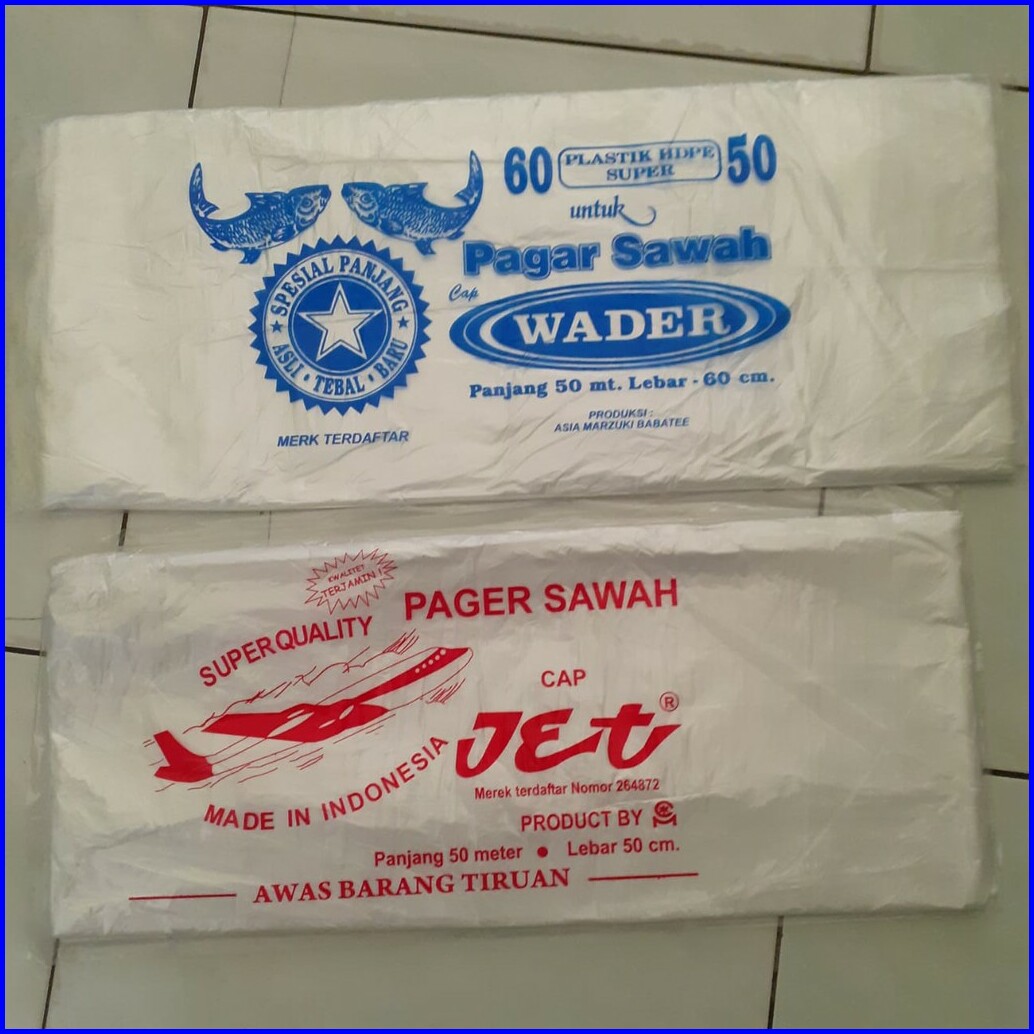 60 PLASTIK HDPE SUPER 50
untuk
Pagar Sawah
Cap
WADER
Panjang 50 mt. Lebar - 60 cm.
PRODUKSI :
ASIA MARZUKI BABATEE
SPESIAL PANJANG
ASLI • TEBAL • BARU
MERK TERDAFTAR
KWALITET
TERJAMIN !
SUPERQUALITY
PAGER SAWAH
CAP
JET ®
MADE IN INDONESIA
Merek terdaftar Nomor 264872
PRODUCT BY
Panjang 50 meter • Lebar 50 cm.
AWAS BARANG TIRUAN